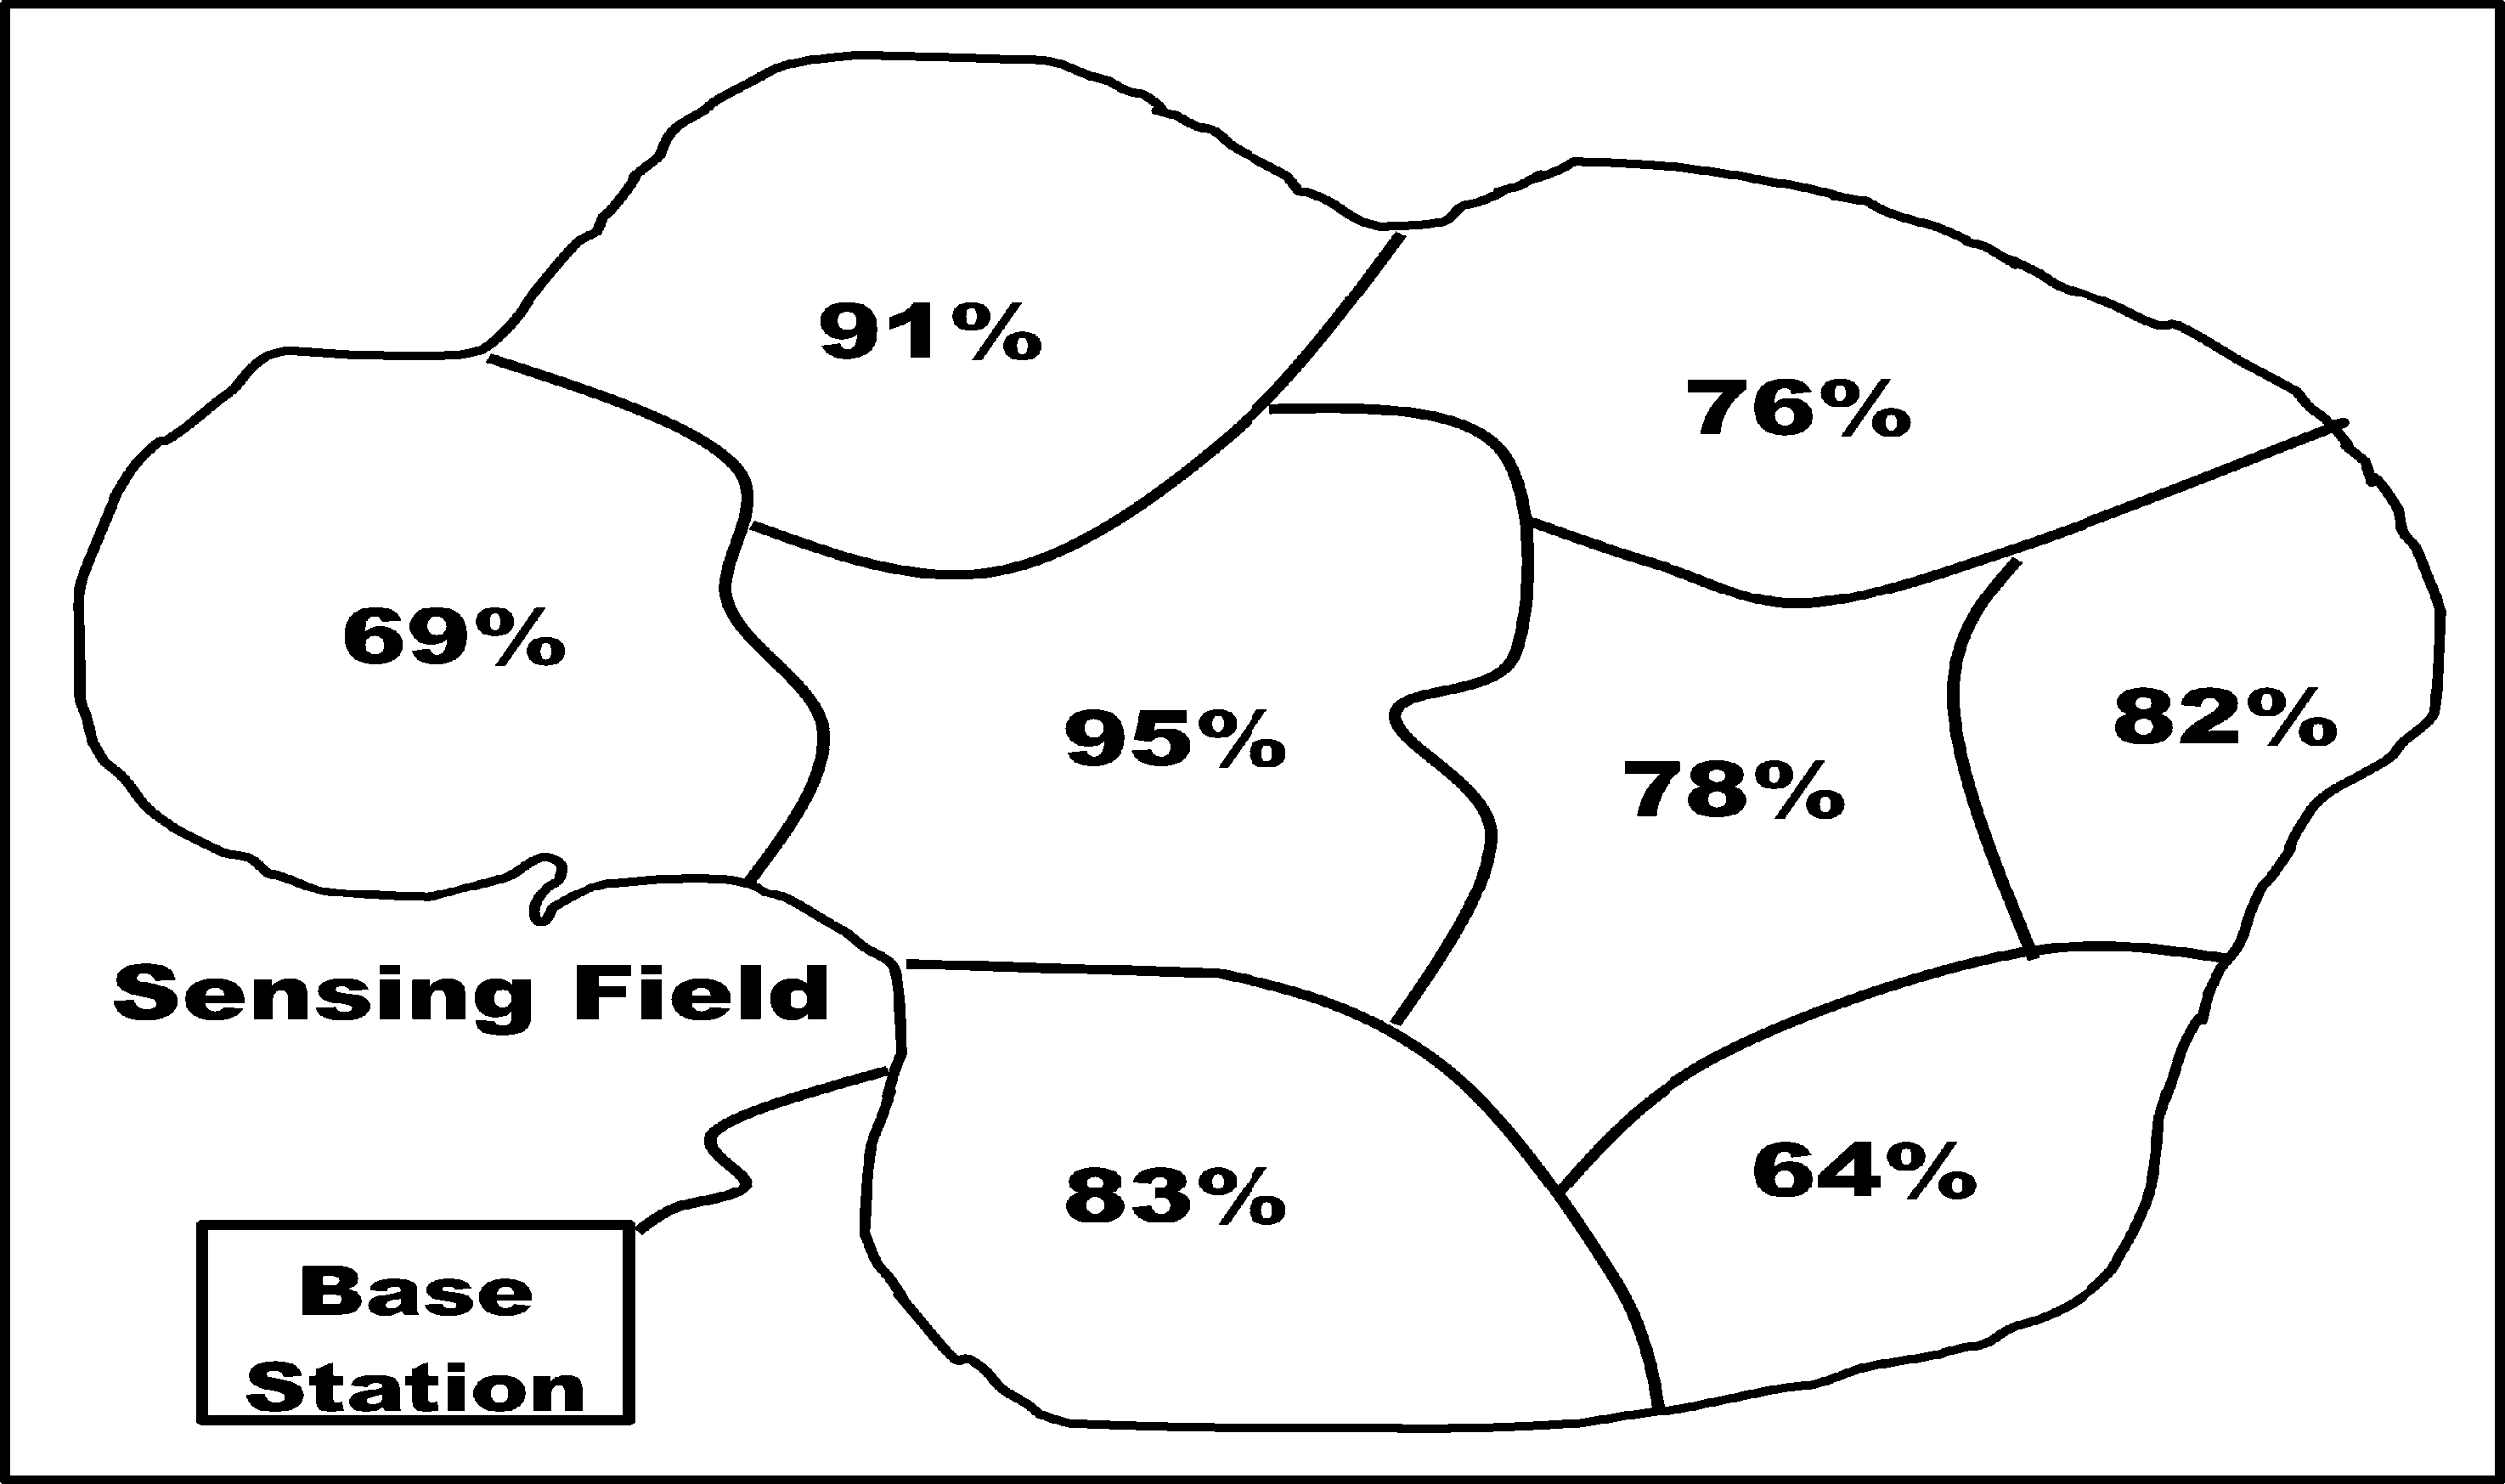 91%
76%
69%
95%
82%
78%
Sensing Field
83%
64%
Base
Station